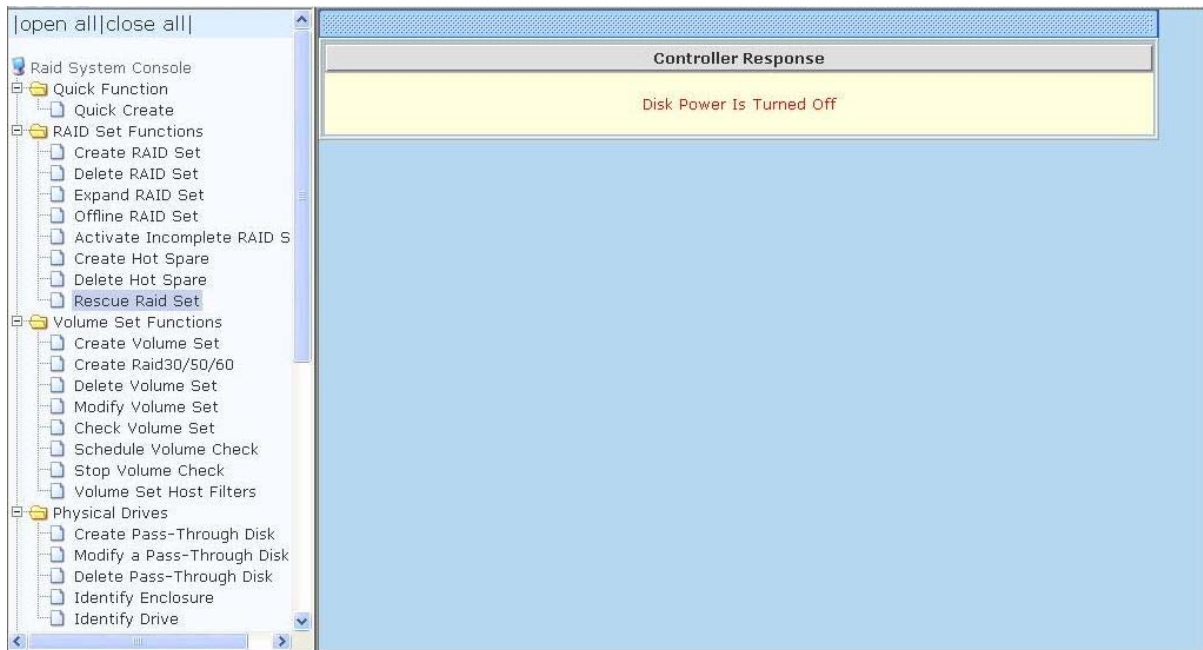 |open all|close all|
Raid System Console
Quick Function
Quick Create
RAID Set Functions
Create RAID Set
Delete RAID Set
Expand RAID Set
Offline RAID Set
Activate Incomplete RAID S
Create Hot Spare
Delete Hot Spare
Rescue Raid Set
Volume Set Functions
Create Volume Set
Create Raid30/50/60
Delete Volume Set
Modify Volume Set
Check Volume Set
Schedule Volume Check
Stop Volume Check
Volume Set Host Filters
Physical Drives
Create Pass-Through Disk
Modify a Pass-Through Disk
Delete Pass-Through Disk
Identify Enclosure
Identify Drive
Controller Response
Disk Power Is Turned Off